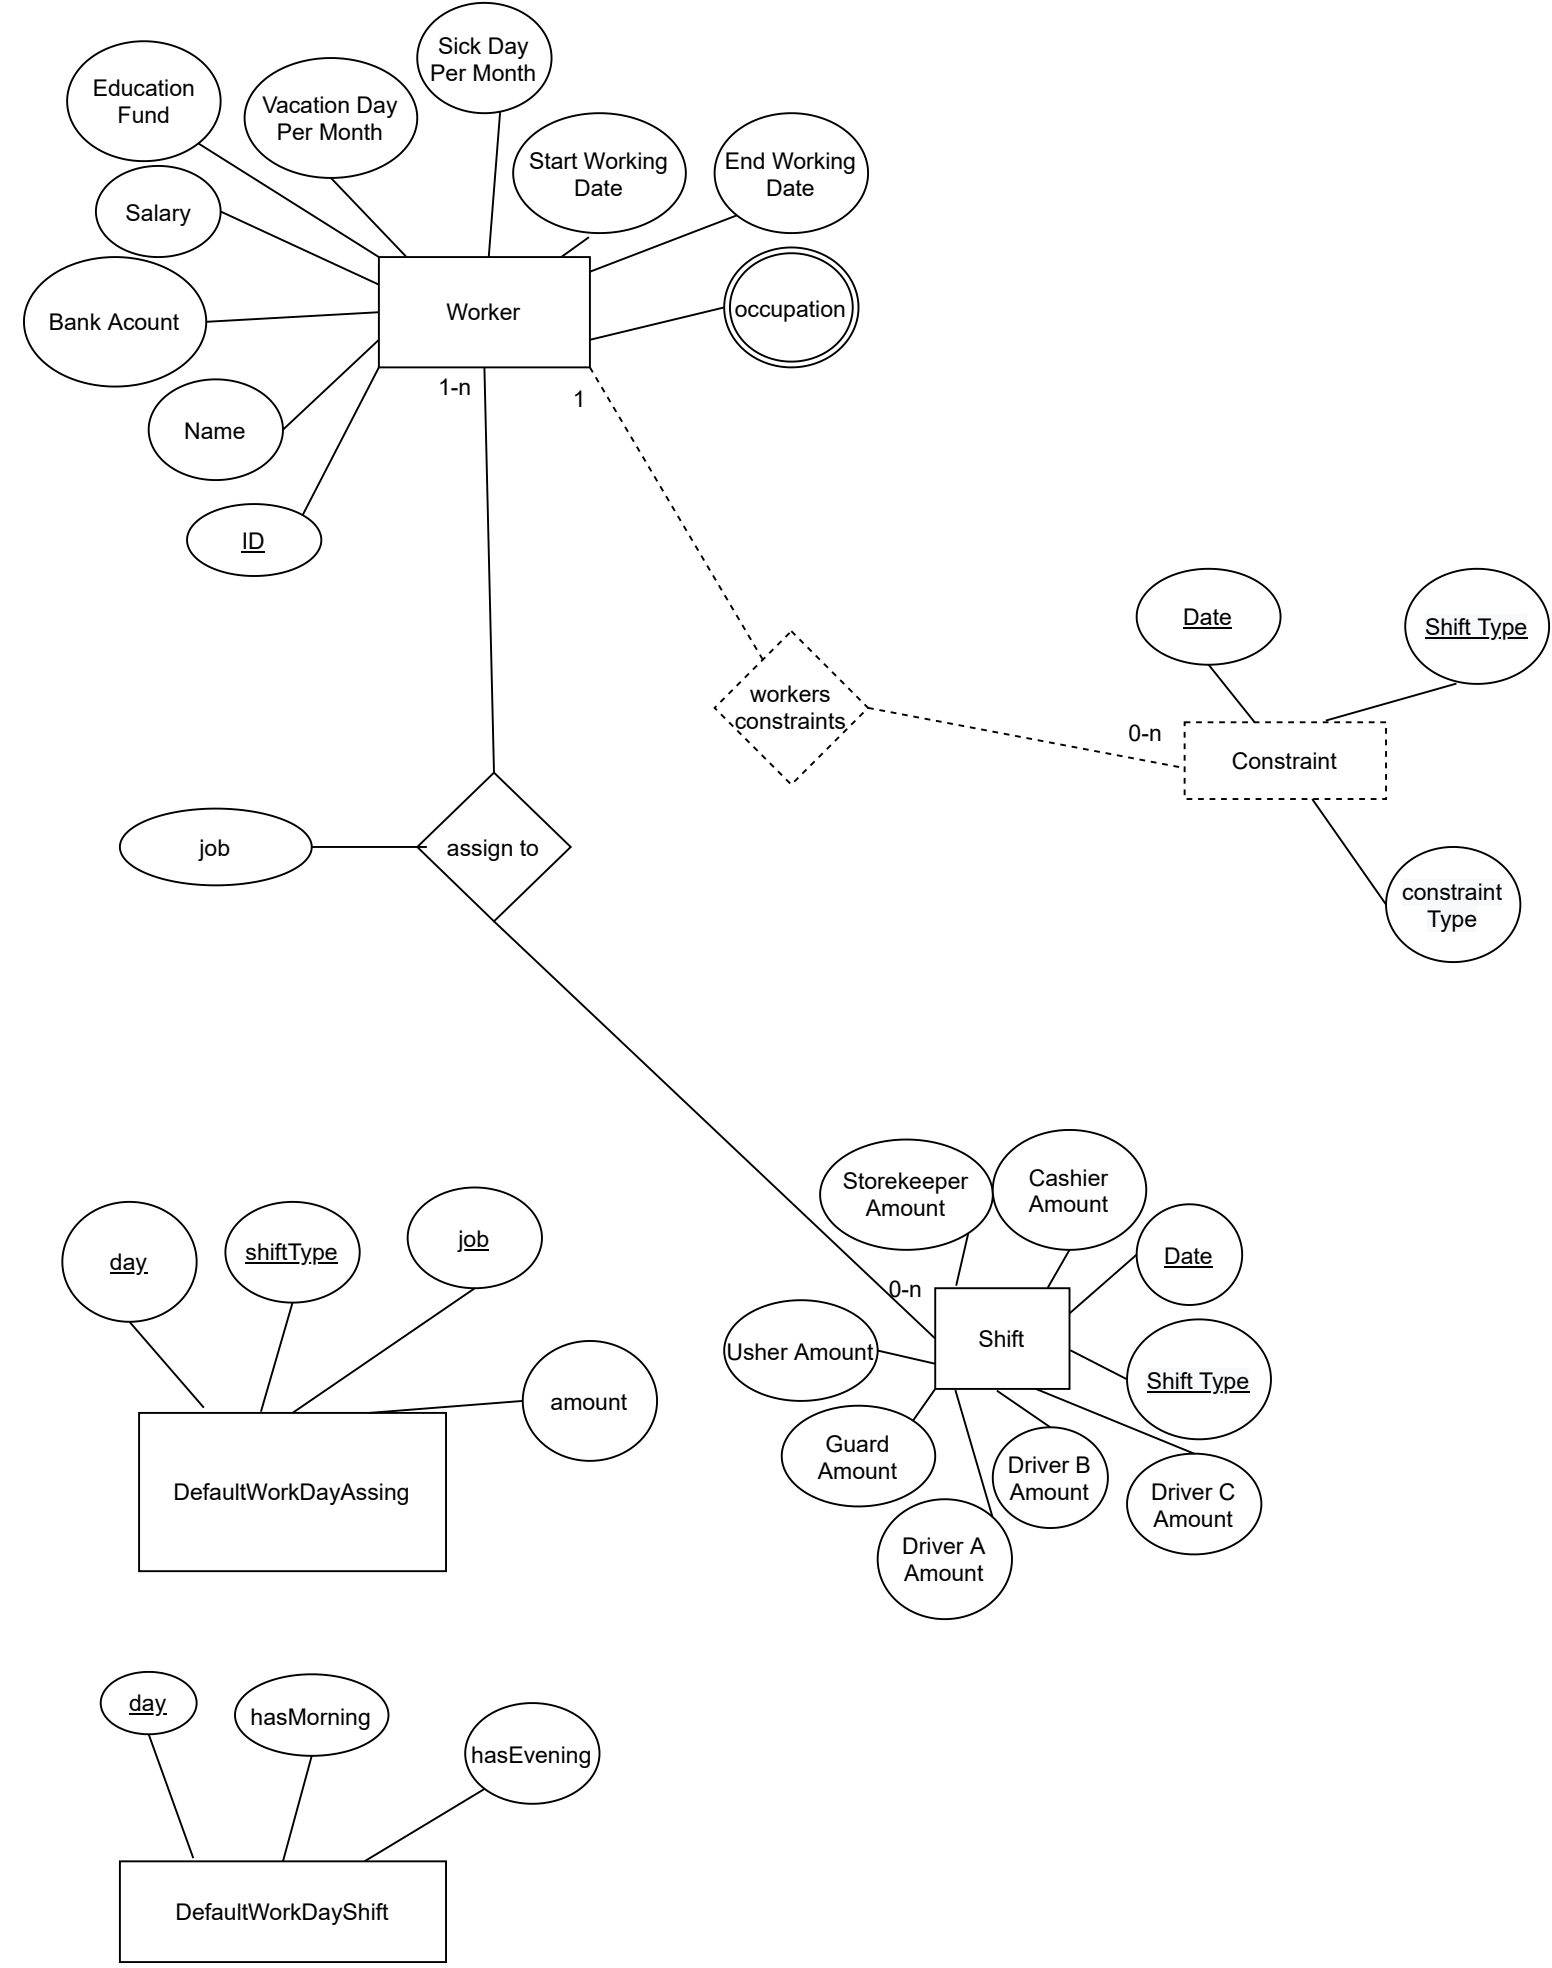 Sick Day
Per Month
Education
Fund
Vacation Day
Per Month
Start Working
Date
End Working
Date
Salary
Bank Acount
Worker
occupation
1-n
1
Name
ID
Date
Shift Type
workers
constraints
0-n
Constraint
job
assign to
constraint
Type
Storekeeper
Amount
Cashier
Amount
day
shiftType
job
Date
0-n
Shift
Usher Amount
Shift Type
amount
Guard
Amount
Driver B
Amount
Driver C
Amount
DefaultWorkDayAssing
Driver A
Amount
day
hasMorning
hasEvening
DefaultWorkDayShift